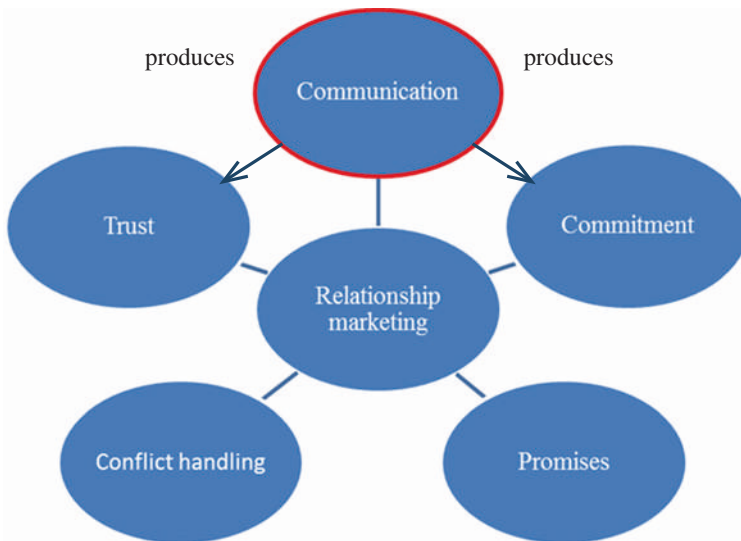 produces
produces
Communication
Trust
Commitment
Relationship
marketing
Conflict handling
Promises